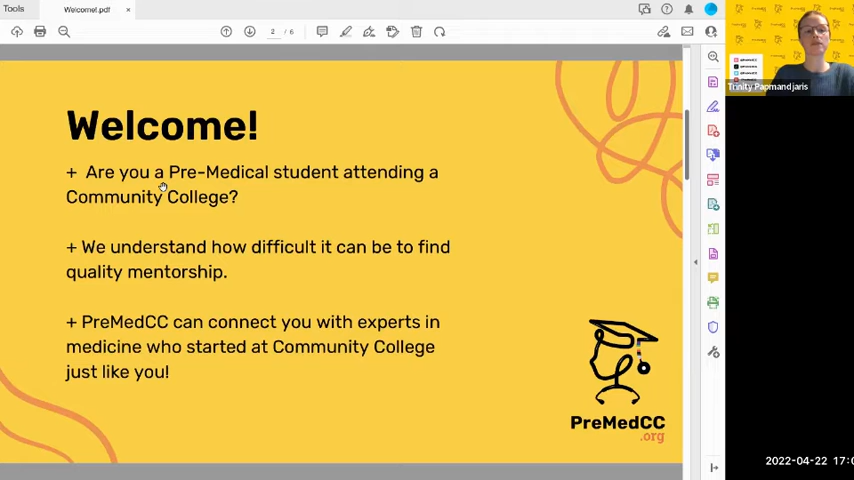 Tools
Welcome!.pdf
2 / 6
Welcome!
+ Are you a Pre-Medical student attending a
Community College?
+ We understand how difficult it can be to find
quality mentorship.
+ PreMedCC can connect you with experts in
medicine who started at Community College
just like you!
PreMedCC
.org
Trinity Papmandjaris
2022-04-22 17:0